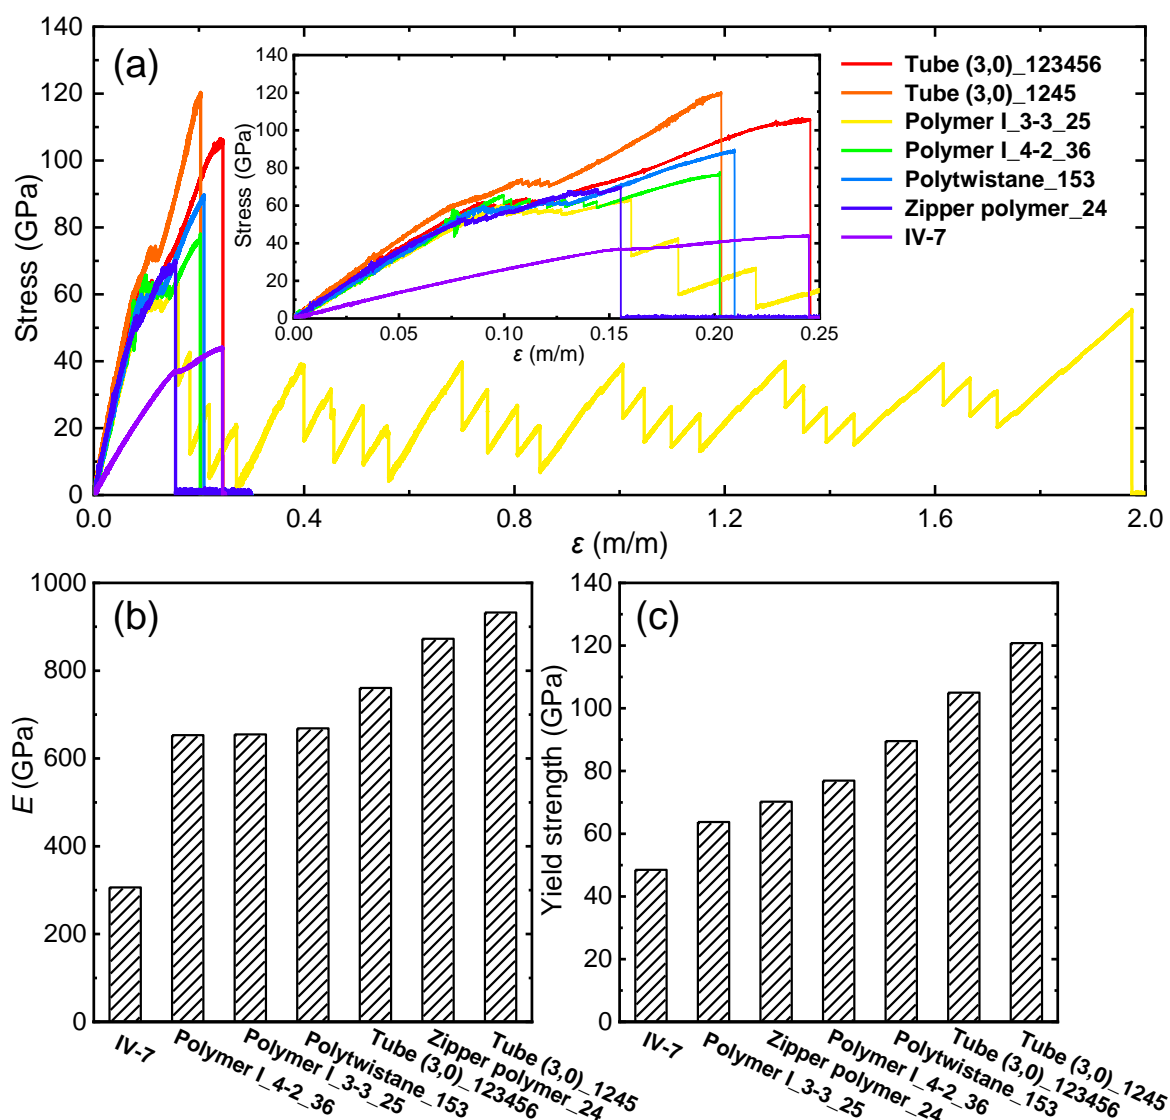 (a)
Stress (GPa)
140
120
100
80
60
40
20
0
0.0 0.4 0.8 1.2 1.6 2.0
ε (m/m)
Stress (GPa)
140
120
100
80
60
40
20
0
0.00 0.05 0.10 0.15 0.20 0.25
ε (m/m)
Tube (3,0)_123456
Tube (3,0)_1245
Polymer I_3-3_25
Polymer I_4-2_36
Polytwistane_153
Zipper polymer_24
IV-7
(b)
E (GPa)
1000
800
600
400
200
0
IV-7
Polymer I_4-2_36
Polymer I_3-3_25
Polytwistane_153
Tube (3,0)_123456
Zipper polymer_24
Tube (3,0)_1245
(c)
Yield strength (GPa)
140
120
100
80
60
40
20
0
IV-7
Polymer I_3-3_25
Zipper polymer_24
Polymer I_4-2_36
Polytwistane_153
Tube (3,0)_123456
Tube (3,0)_1245